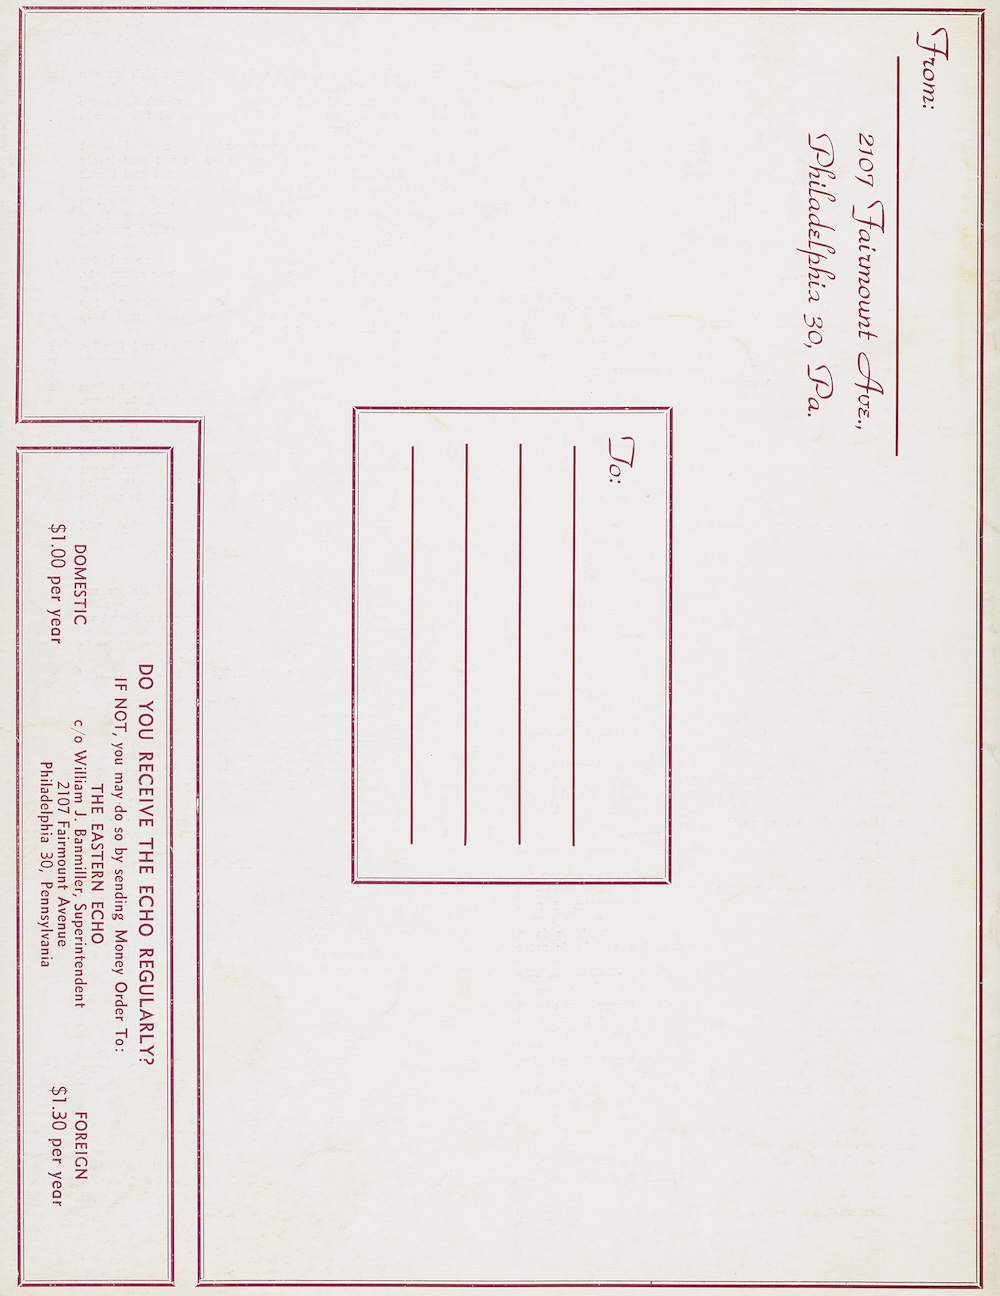 From:
2107 Fairmount Ave.,
Philadelphia 30, Pa.
To:
DO YOU RECEIVE THE ECHO REGULARLY?
IF NOT, you may do so by sending Money Order To:
THE EASTERN ECHO
DOMESTIC
$1.00 per year
c/o William J. Banmiller, Superintendent
2107 Fairmount Avenue
Philadelphia 30, Pennsylvania
FOREIGN
$1.30 per year